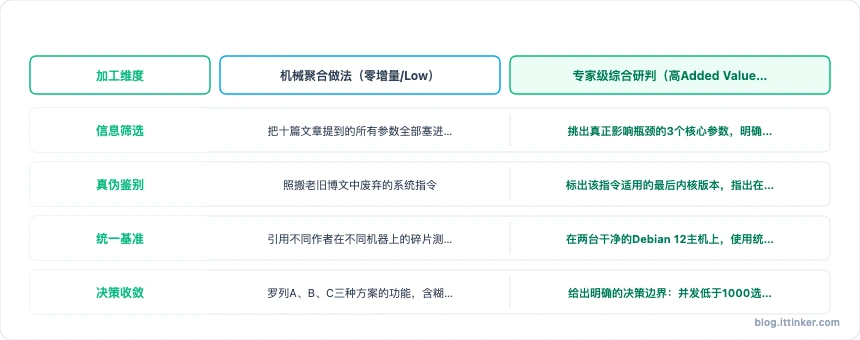 加工维度 机械聚合做法（零增量/Low） 专家级综合研判（高Added Value...
信息筛选 把十篇文章提到的所有参数全部塞进... 挑出真正影响瓶颈的3个核心参数，明确...
真伪鉴别 照搬老旧博文中废弃的系统指令 标出该指令适用的最后内核版本，指出在...
统一基准 引用不同作者在不同机器上的碎片测... 在两台干净的Debian 12主机上，使用统...
决策收敛 罗列A、B、C三种方案的功能，含糊... 给出明确的决策边界：并发低于1000选...
blog.ittinker.com